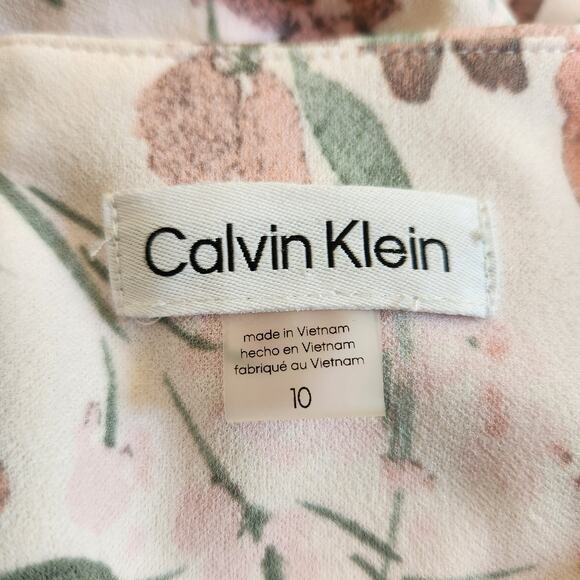 Calvin Klein
made in Vietnam
hecho en Vietnam
fabriqué au Vietnam
10